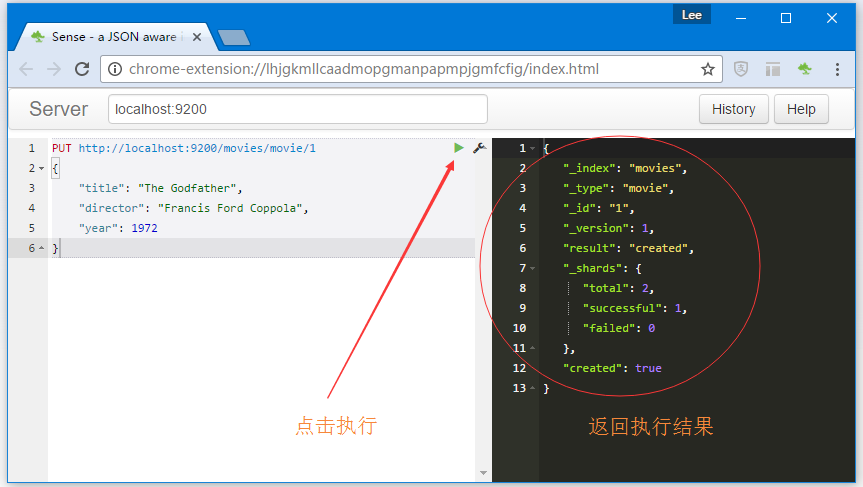 Lee
Sense - a JSON aware
chrome-extension://lhjgkmllcaadmopgmanpapmpjgmfcfig/index.html
Server
localhost:9200
History
Help
1 PUT http://localhost:9200/movies/movie/1
2 {
3 "title": "The Godfather",
4 "director": "Francis Ford Coppola",
5 "year": 1972
6 }
点击执行
1 {
2 "_index": "movies",
3 "_type": "movie",
4 "_id": "1",
5 "_version": 1,
6 "result": "created",
7 "_shards": {
8 "total": 2,
9 "successful": 1,
10 "failed": 0
11 },
12 "created": true
13 }
返回执行结果